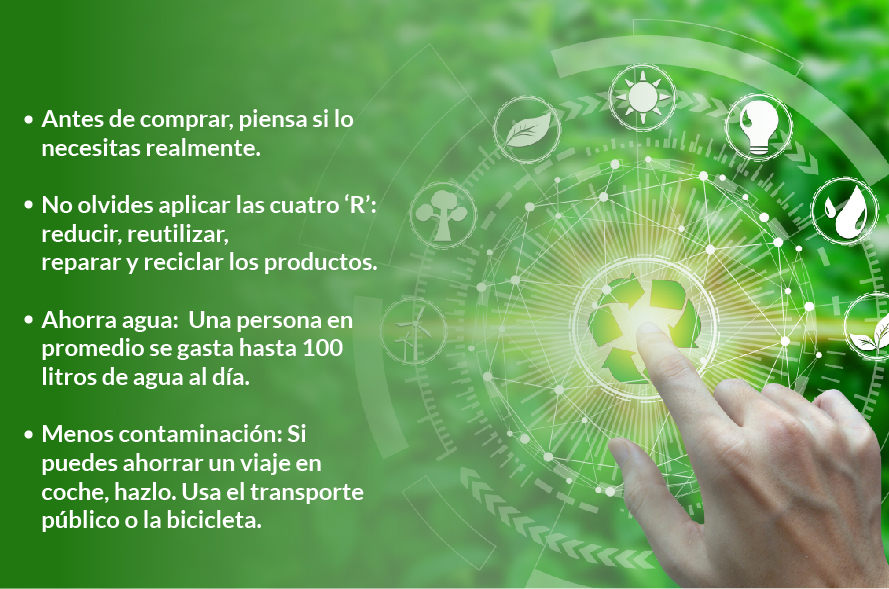 • Antes de comprar, piensa si lo
necesitas realmente.
• No olvides aplicar las cuatro ‘R’:
reducir, reutilizar,
reparar y reciclar los productos.
• Ahorra agua:  Una persona en
promedio se gasta hasta 100
litros de agua al día.
• Menos contaminación: Si
puedes ahorrar un viaje en
coche, hazlo. Usa el transporte
público o la bicicleta.